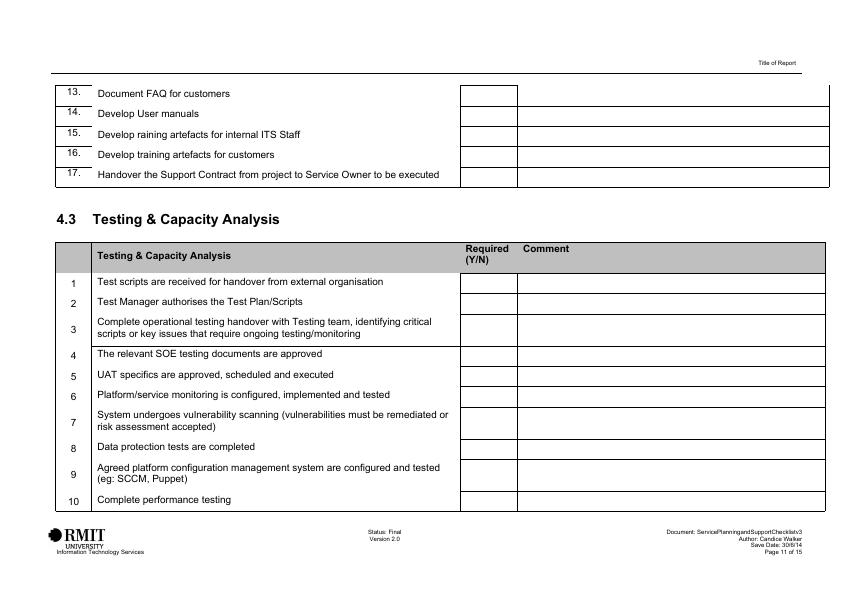 Title of Report
13. Document FAQ for customers
14. Develop User manuals
15. Develop raining artefacts for internal ITS Staff
16. Develop training artefacts for customers
17. Handover the Support Contract from project to Service Owner to be executed
4.3 Testing & Capacity Analysis
Testing & Capacity Analysis Required Comment
(Y/N)
1 Test scripts are received for handover from external organisation
2 Test Manager authorises the Test Plan/Scripts
3 Complete operational testing handover with Testing team, identifying critical
scripts or key issues that require ongoing testing/monitoring
4 The relevant SOE testing documents are approved
5 UAT specifics are approved, scheduled and executed
6 Platform/service monitoring is configured, implemented and tested
7 System undergoes vulnerability scanning (vulnerabilities must be remediated or
risk assessment accepted)
8 Data protection tests are completed
9 Agreed platform configuration management system are configured and tested
(eg: SCCM, Puppet)
10 Complete performance testing
RMIT
UNIVERSITY
Information Technology Services
Status: Final
Version 2.0
Document: ServicePlanningandSupportChecklistv3
Author: Candice Walker
Save Date: 30/6/14
Page 11 of 15